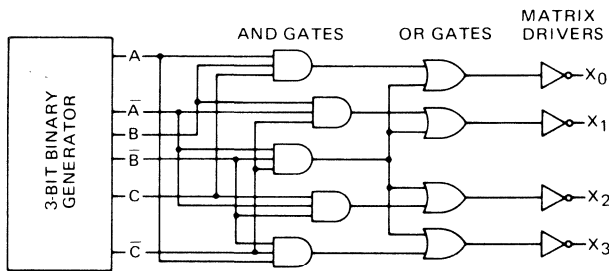 MATRIX
AND GATES OR GATES DRIVERS
3-BIT BINARY
GENERATOR
A
A̅
B
B̅
C
C̅
X0
X1
X2
X3